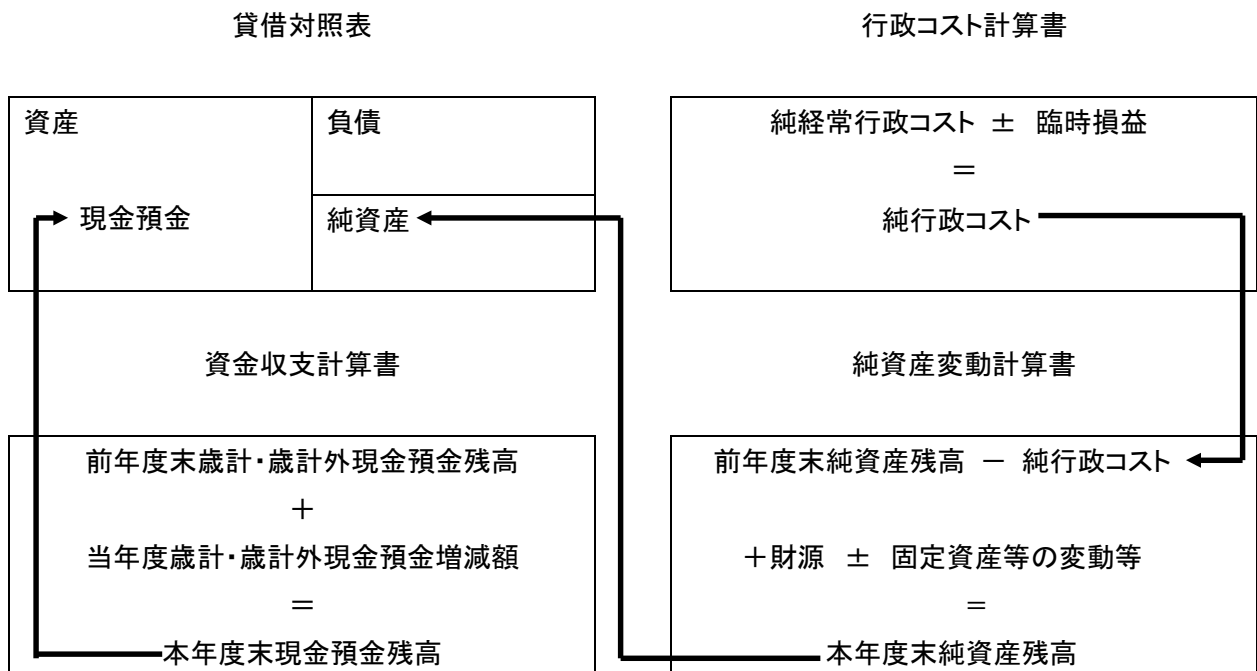 貸借対照表
資産
負債
現金預金
純資産
行政コスト計算書
純経常行政コスト ± 臨時損益
＝
純行政コスト
資金収支計算書
前年度末歳計・歳計外現金預金残高
＋
当年度歳計・歳計外現金預金増減額
＝
本年度末現金預金残高
純資産変動計算書
前年度末純資産残高 － 純行政コスト
＋財源 ± 固定資産等の変動等
＝
本年度末純資産残高